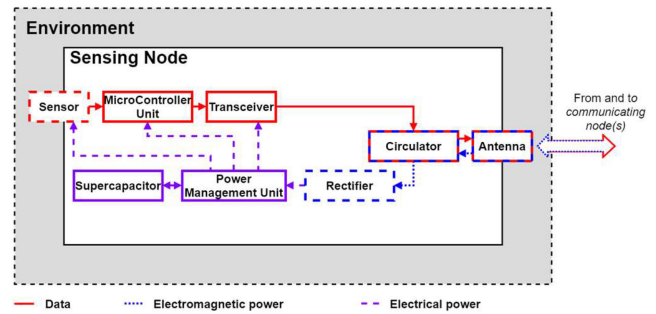 Environment
Sensing Node
Sensor
MicroController
Unit
Transceiver
From and to
communicating
node(s)
Circulator
Antenna
Supercapacitor
Power
Management Unit
Rectifier
Data
Electromagnetic power
Electrical power